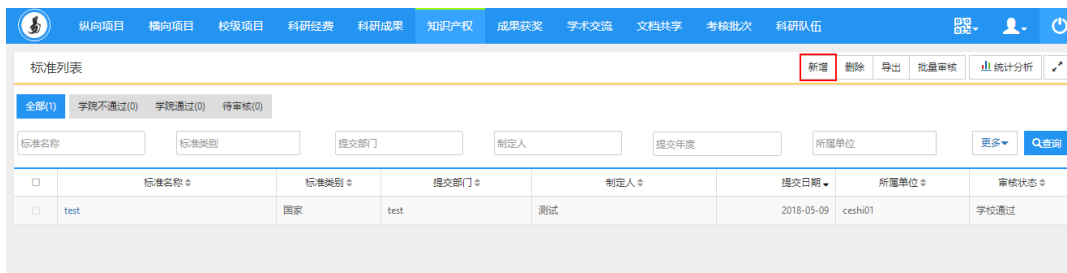 纵向项目 横向项目 校级项目 科研经费 科研成果 知识产权 成果获奖 学术交流 文档共享 考核批次 科研队伍
标准列表 新增 删除 导出 批量审核 统计分析
全部(1) 学院不通过(0) 学院通过(0) 待审核(0)
标准名称 标准类别 提交部门 制定人 提交年度 所属单位 更多 查询
标准名称 标准类别 提交部门 制定人 提交日期 所属单位 审核状态
test 国家 test 测试 2018-05-09 ceshi01 学校通过